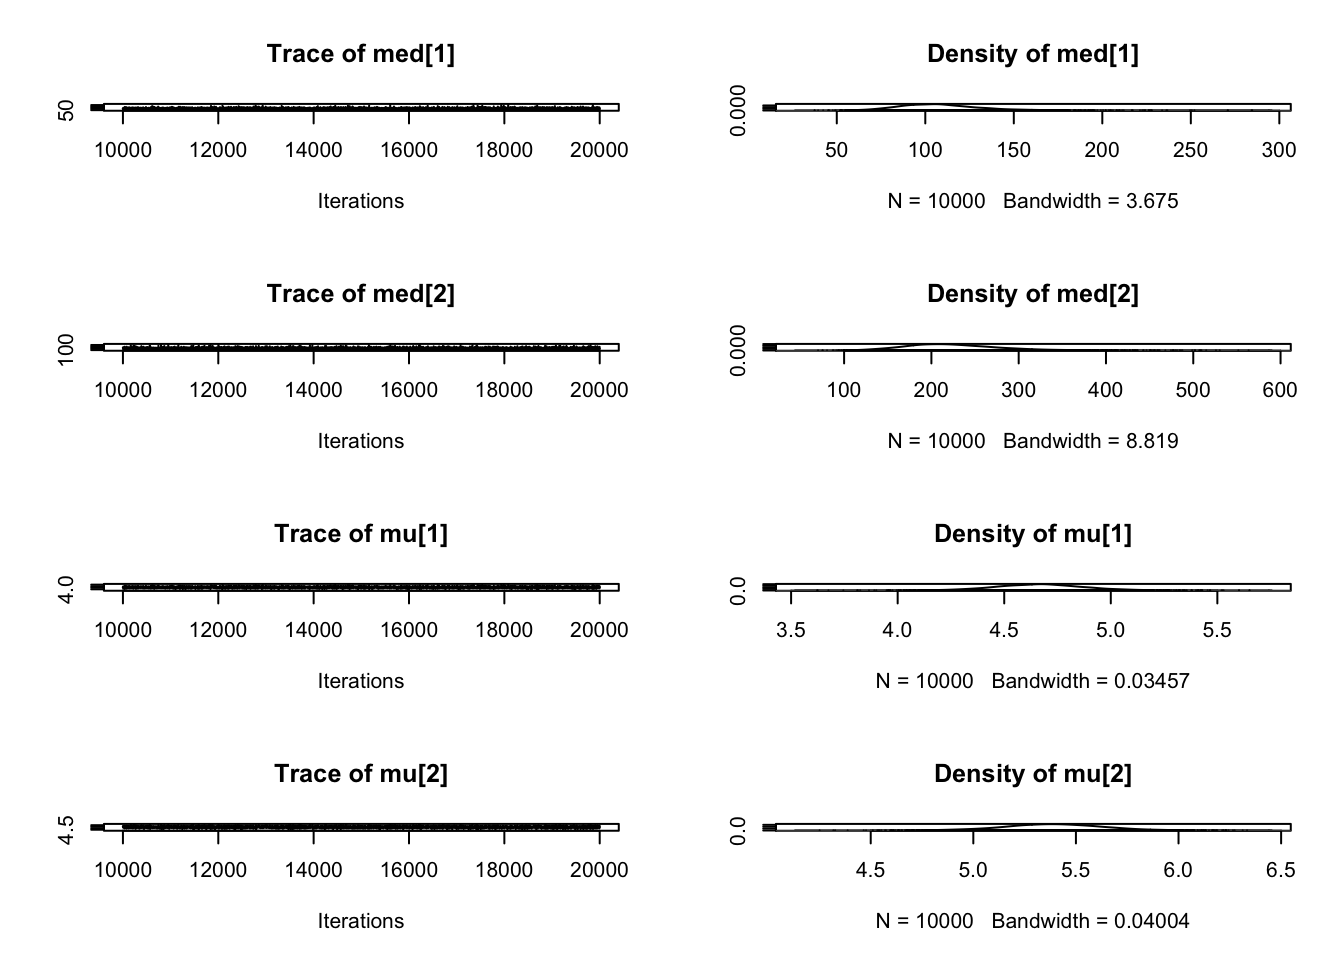 Trace of med[1]
50
10000 12000 14000 16000 18000 20000
Iterations
Density of med[1]
0.000
50 100 150 200 250 300
N = 10000 Bandwidth = 3.675
Trace of med[2]
100
10000 12000 14000 16000 18000 20000
Iterations
Density of med[2]
0.000
100 200 300 400 500 600
N = 10000 Bandwidth = 8.819
Trace of mu[1]
4.0
10000 12000 14000 16000 18000 20000
Iterations
Density of mu[1]
0.0
3.5 4.0 4.5 5.0 5.5
N = 10000 Bandwidth = 0.03457
Trace of mu[2]
4.5
10000 12000 14000 16000 18000 20000
Iterations
Density of mu[2]
0.0
4.5 5.0 5.5 6.0 6.5
N = 10000 Bandwidth = 0.04004